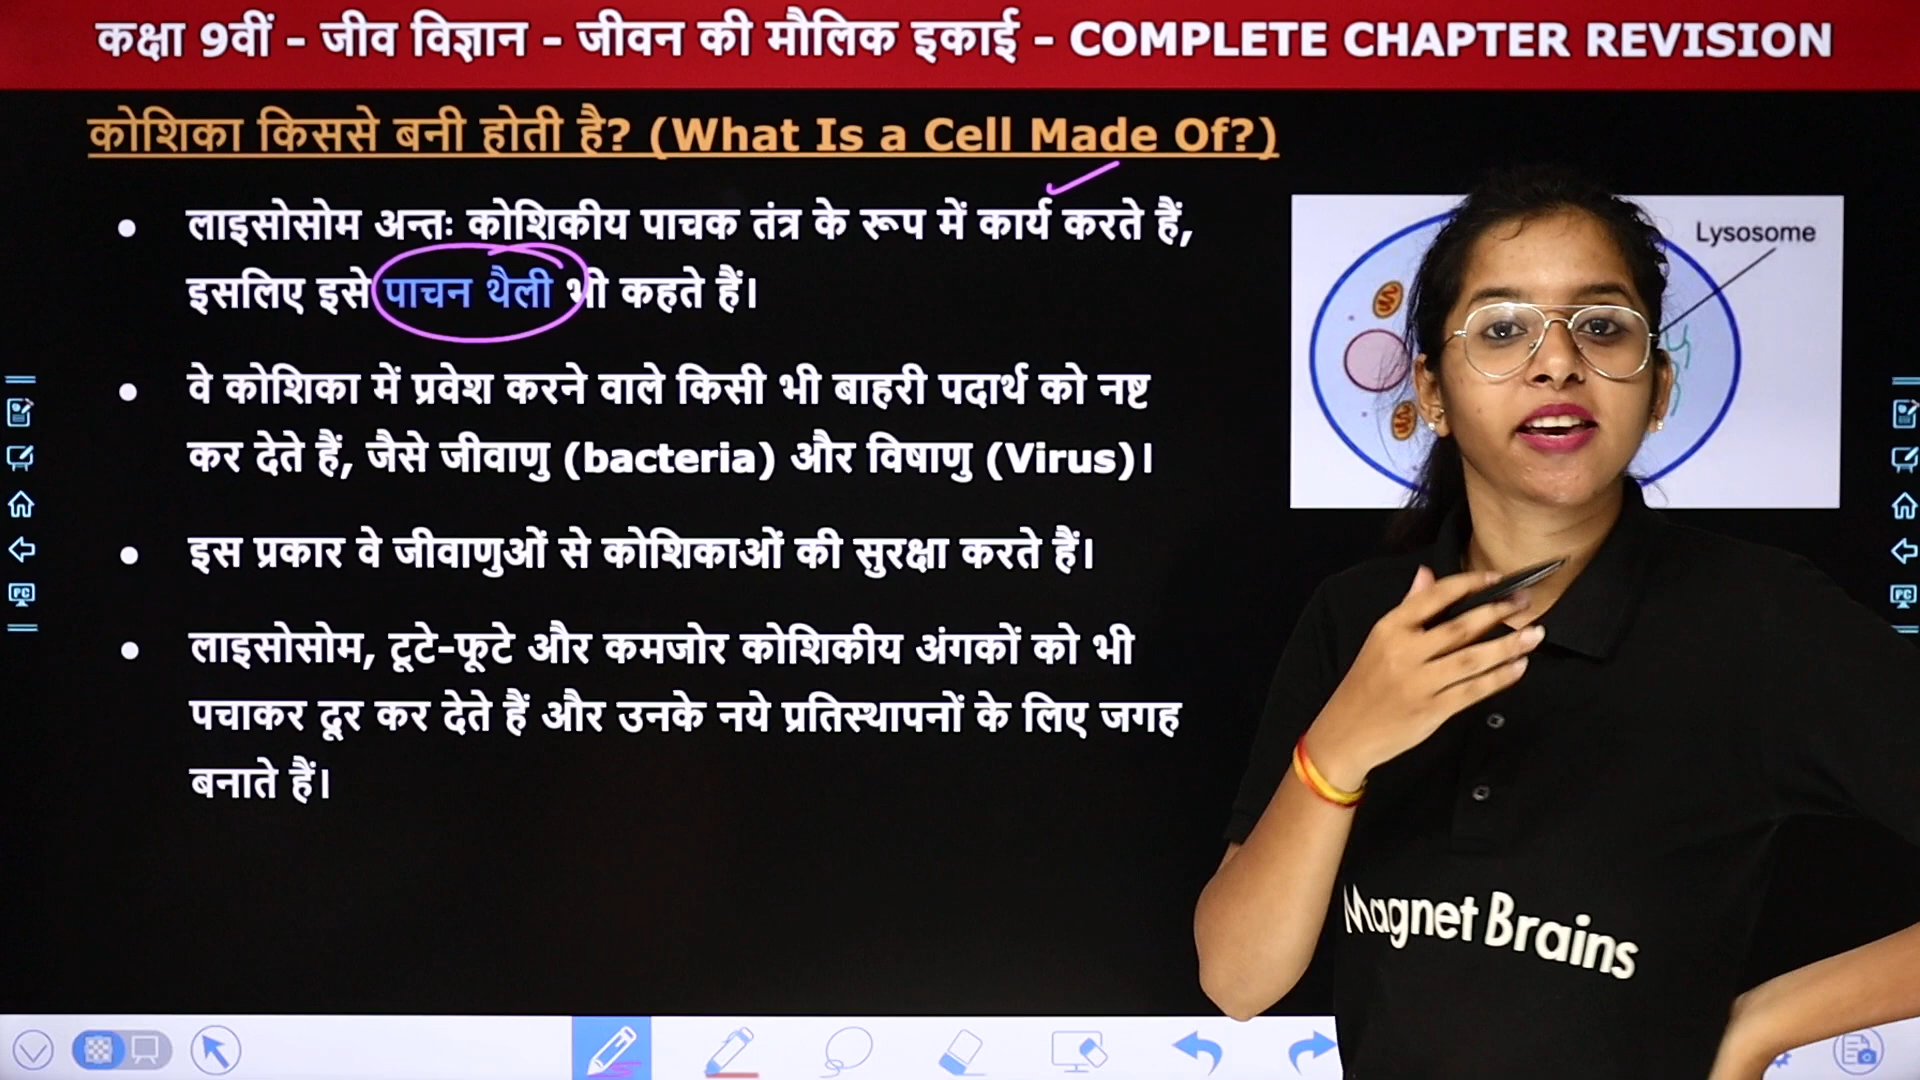 कक्षा 9वीं - जीव विज्ञान - जीवन की मौलिक इकाई - COMPLETE CHAPTER REVISION
कोशिका किससे बनी होती है? (What Is a Cell Made Of?)
• लाइसोसोम अन्तः कोशिकीय पाचक तंत्र के रूप में कार्य करते हैं,
इसलिए इसे पाचन थैली भी कहते हैं।
Lysosome
• वे कोशिका में प्रवेश करने वाले किसी भी बाहरी पदार्थ को नष्ट
कर देते हैं, जैसे जीवाणु (bacteria) और विषाणु (Virus)।
• इस प्रकार वे जीवाणुओं से कोशिकाओं की सुरक्षा करते हैं।
• लाइसोसोम, टूटे-फूटे और कमजोर कोशिकीय अंगकों को भी
पचाकर दूर कर देते हैं और उनके नये प्रतिस्थापनों के लिए जगह
बनाते हैं।
Magnet Brains
PC
PC